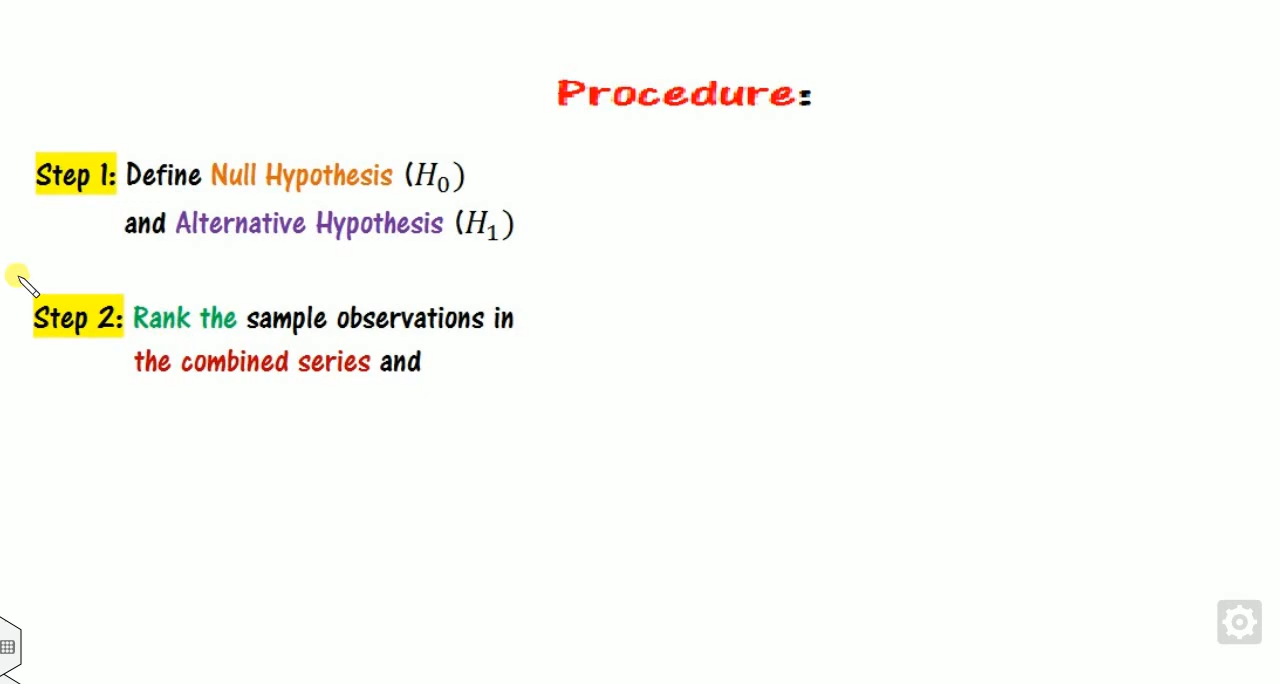 Procedure:
Step 1: Define Null Hypothesis (H₀)
and Alternative Hypothesis (H₁)
Step 2: Rank the sample observations in
the combined series and